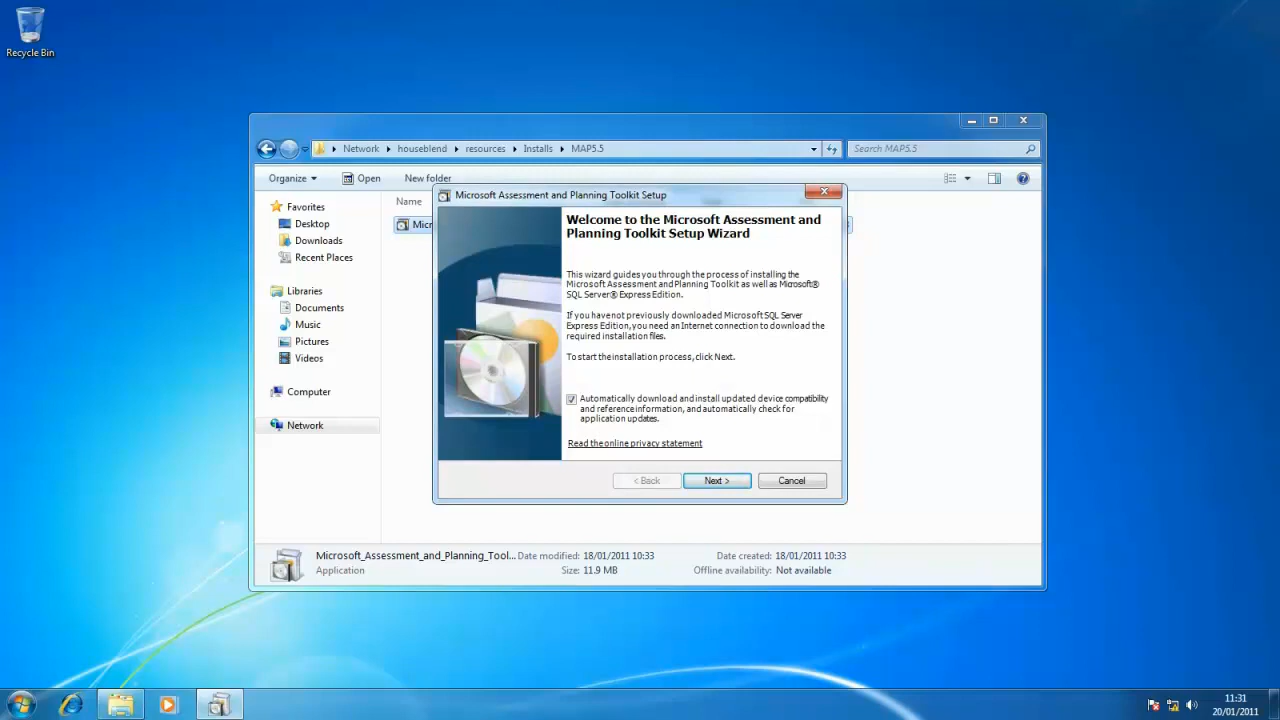 Recycle Bin
Network houseblend resources Installs MAP5.5
Search MAP5.5
Organize Open New folder
Favorites
Desktop
Downloads
Recent Places
Libraries
Documents
Music
Pictures
Videos
Computer
Network
Name
Micr
Microsoft Assessment and Planning Toolkit Setup
Welcome to the Microsoft Assessment and
Planning Toolkit Setup Wizard
This wizard guides you through the process of installing the
Microsoft Assessment and Planning Toolkit as well as Microsoft®
SQL Server® Express Edition.
If you have not previously downloaded Microsoft SQL Server
Express Edition, you need an Internet connection to download the
required installation files.
To start the installation process, click Next.
Automatically download and install updated device compatibility
and reference information, and automatically check for
application updates.
Read the online privacy statement
< Back Next > Cancel
Microsoft_Assessment_and_Planning_Tool... Date modified: 18/01/2011 10:33 Date created: 18/01/2011 10:33
Application Size: 11.9 MB Offline availability: Not available
11:31
20/01/2011